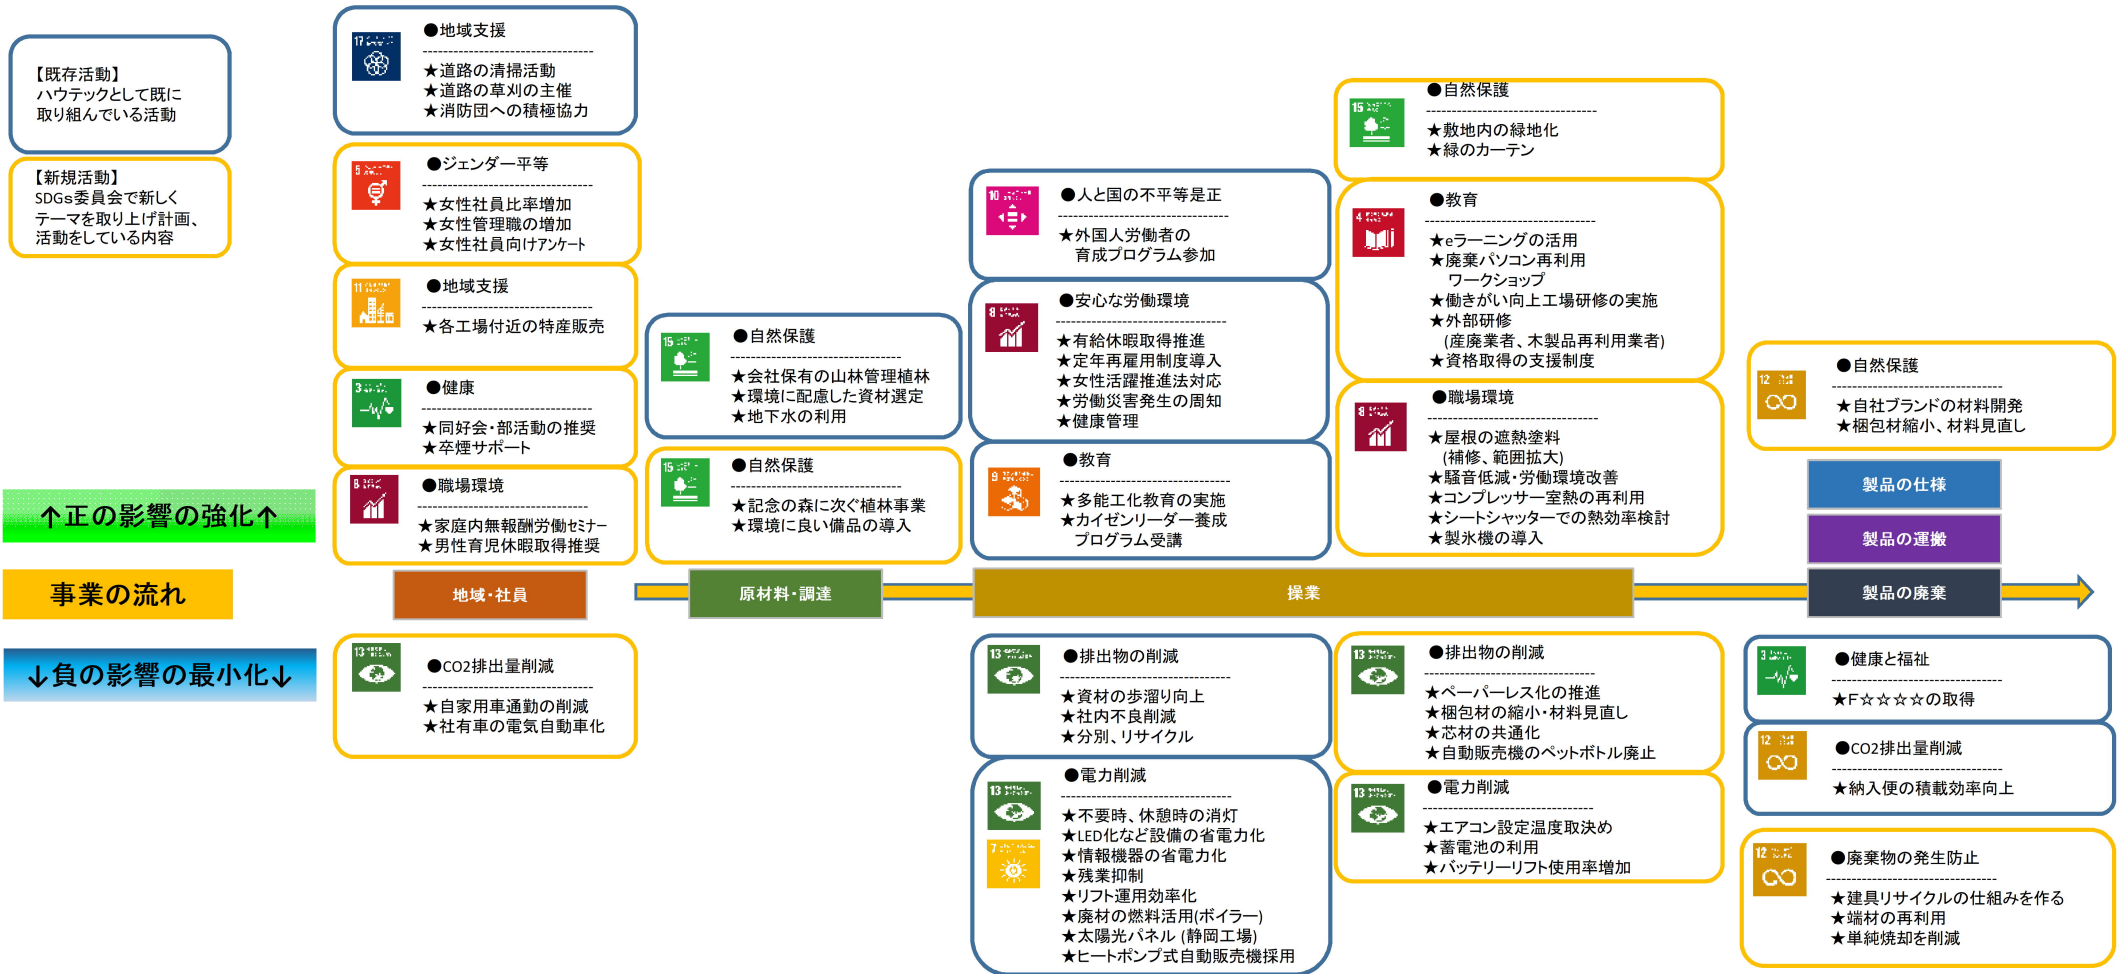 【既存活動】
ハウテックとして既に
取り組んでいる活動
【新規活動】
SDGs委員会で新しく
テーマを取り上げ計画、
活動をしている内容
↑正の影響の強化↑
事業の流れ
↓負の影響の最小化↓
17
●地域支援
★道路の清掃活動
★道路の草刈の主催
★消防団への積極協力
5
●ジェンダー平等
★女性社員比率増加
★女性管理職の増加
★女性社員向けアンケート
11
●地域支援
★各工場付近の特産販売
3
●健康
★同好会・部活動の推奨
★卒煙サポート
8
●職場環境
★家庭内無報酬労働セミナー
★男性育児休暇取得推奨
地域・社員
13
●CO2排出量削減
★自家用車通勤の削減
★社有車の電気自動車化
15
●自然保護
★会社保有の山林管理植林
★環境に配慮した資材選定
★地下水の利用
15
●自然保護
★記念の森に次ぐ植林事業
★環境に良い備品の導入
原材料・調達
10
●人と国の不平等是正
★外国人労働者の
育成プログラム参加
8
●安心な労働環境
★有給休暇取得推進
★定年再雇用制度導入
★女性活躍推進法対応
★労働災害発生の周知
★健康管理
9
●教育
★多能工化教育の実施
★カイゼンリーダー養成
プログラム受講
15
●自然保護
★敷地内の緑地化
★緑のカーテン
4
●教育
★eラーニングの活用
★廃棄パソコン再利用
ワークショップ
★働きがい向上工場研修の実施
★外部研修
(産廃業者、木製品再利用業者)
★資格取得の支援制度
8
●職場環境
★屋根の遮熱塗料
(補修、範囲拡大)
★騒音低減・労働環境改善
★コンプレッサー室熱の再利用
★シートシャッターでの熱効率検討
★製氷機の導入
操業
13
●排出物の削減
★資材の歩溜り向上
★社内不良削減
★分別、リサイクル
13
7
●電力削減
★不要時、休憩時の消灯
★LED化など設備の省電力化
★情報機器の省電力化
★残業抑制
★リフト運用効率化
★廃材の燃料活用(ボイラー)
★太陽光パネル (静岡工場)
★ヒートポンプ式自動販売機採用
13
●排出物の削減
★ペーパーレス化の推進
★梱包材の縮小・材料見直し
★芯材の共通化
★自動販売機のペットボトル廃止
13
●電力削減
★エアコン設定温度取決め
★蓄電池の利用
★バッテリーリフト使用率増加
12
●自然保護
★自社ブランドの材料開発
★梱包材縮小、材料見直し
製品の仕様
製品の運搬
製品の廃棄
3
●健康と福祉
★F☆☆☆☆の取得
12
●CO2排出量削減
★納入便の積載効率向上
12
●廃棄物の発生防止
★建具リサイクルの仕組みを作る
★端材の再利用
★単純焼却を削減